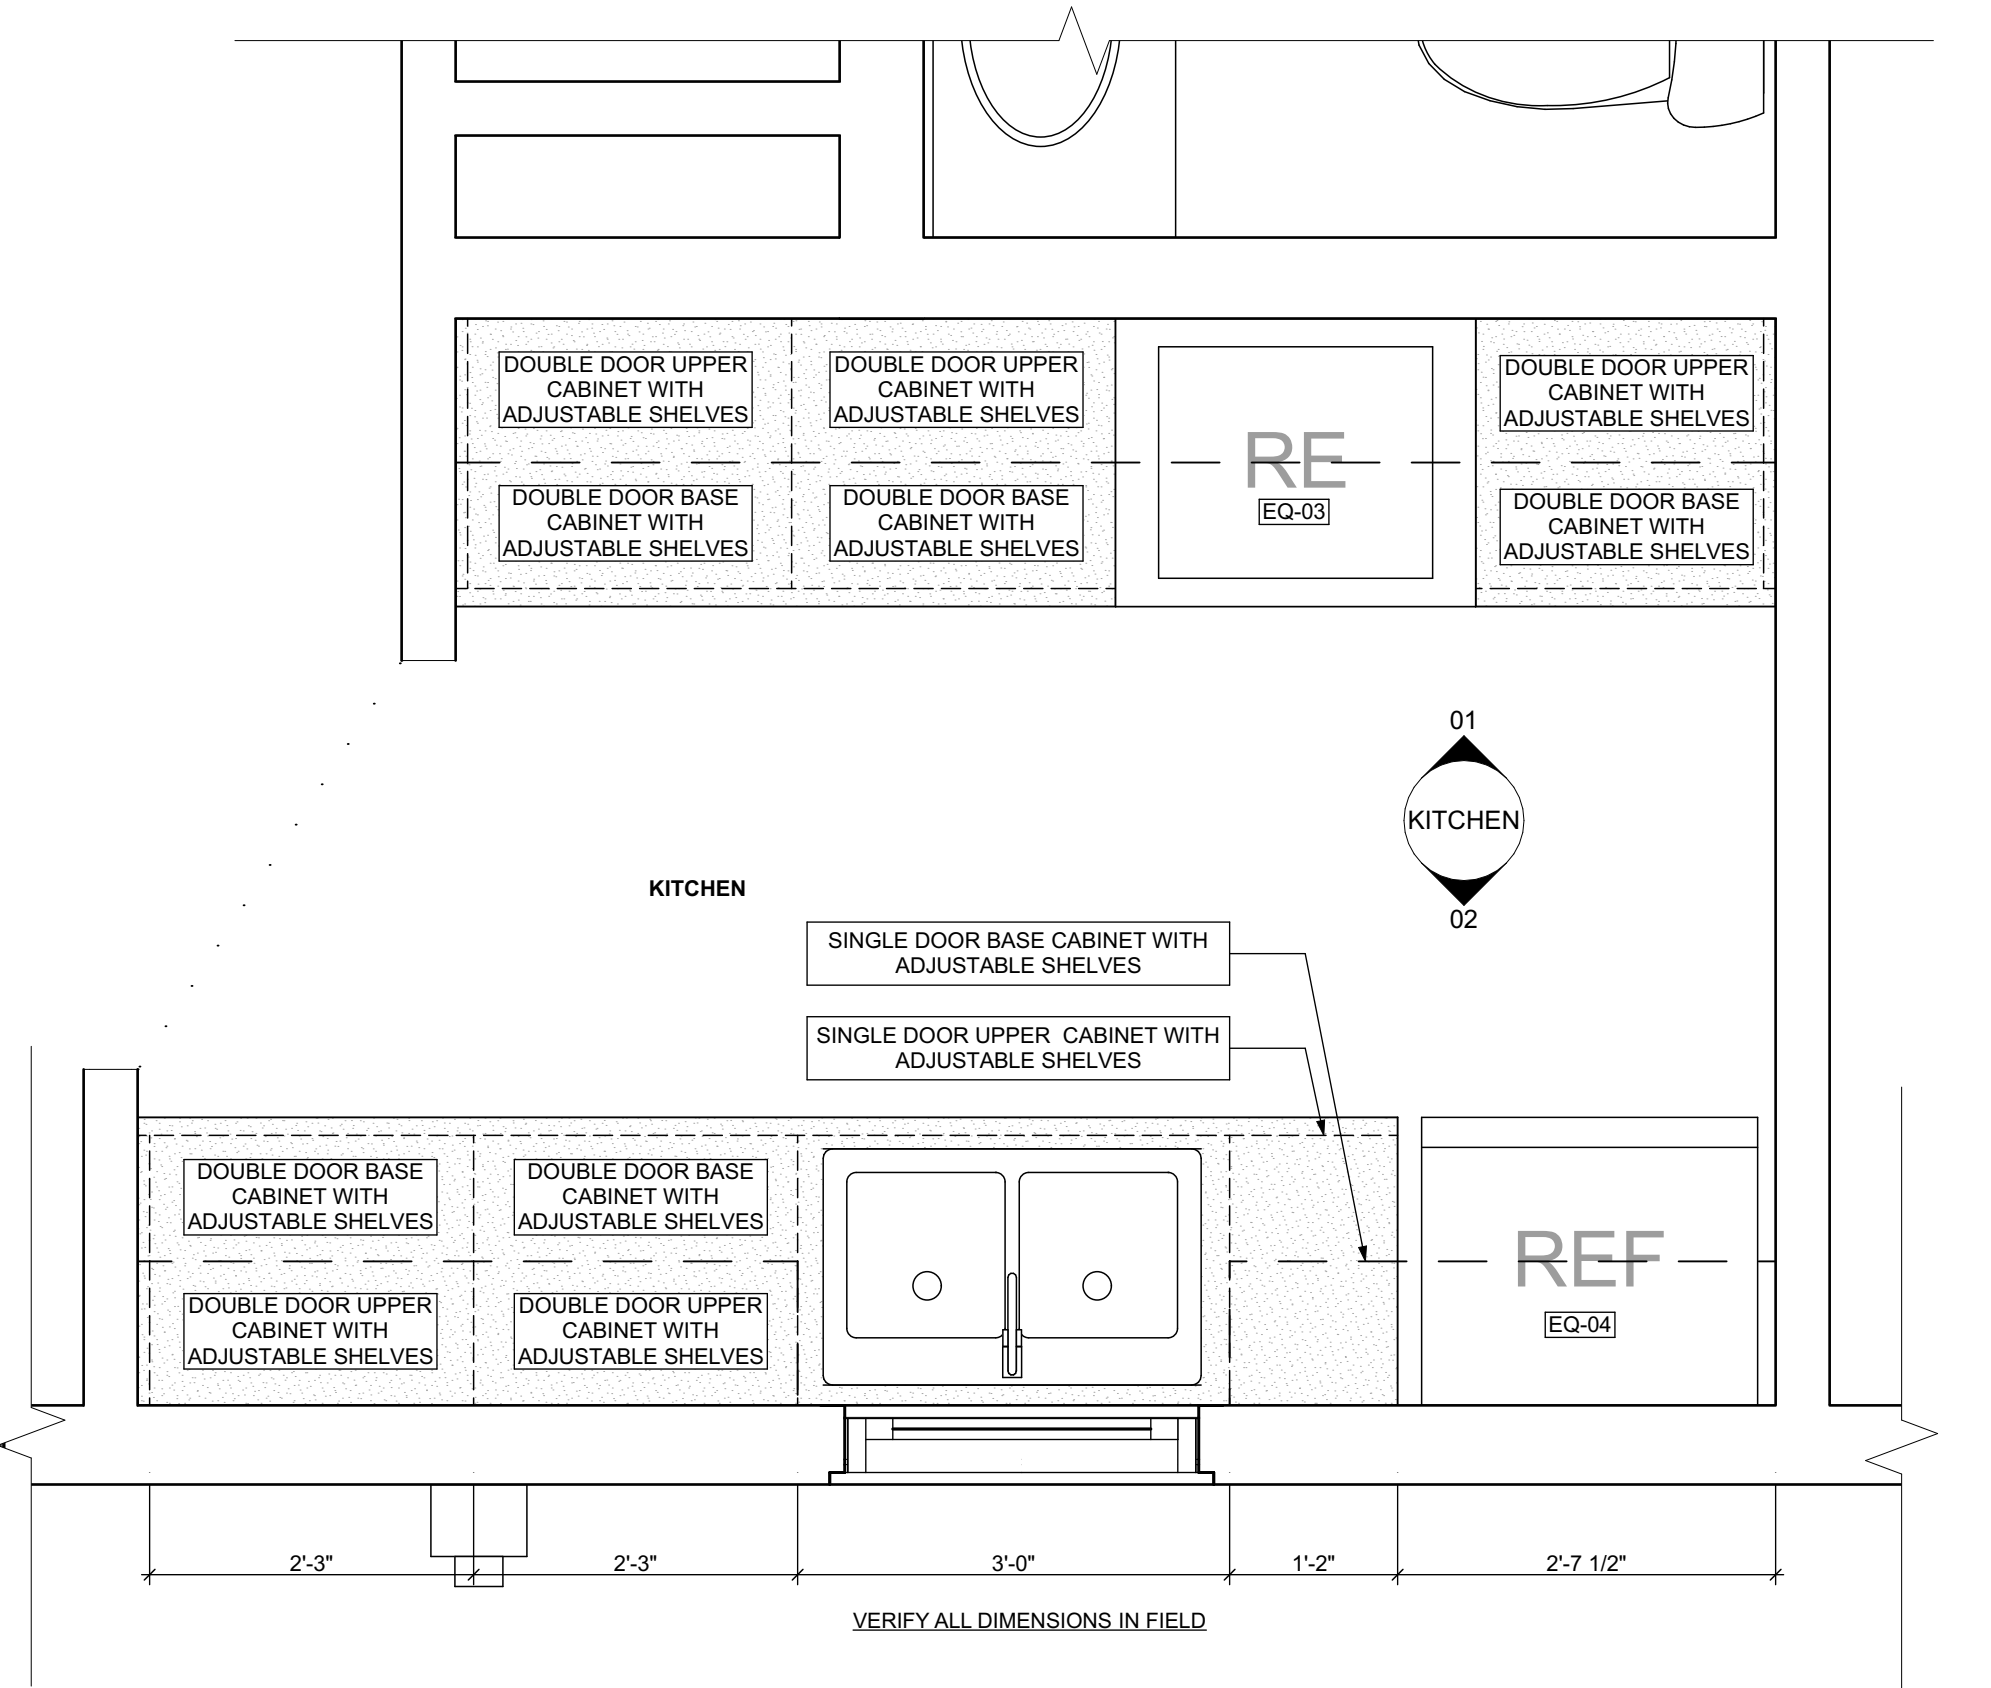 DOUBLE DOOR UPPER
CABINET WITH
ADJUSTABLE SHELVES
DOUBLE DOOR UPPER
CABINET WITH
ADJUSTABLE SHELVES
DOUBLE DOOR UPPER
CABINET WITH
ADJUSTABLE SHELVES
RE
EQ-03
DOUBLE DOOR BASE
CABINET WITH
ADJUSTABLE SHELVES
DOUBLE DOOR BASE
CABINET WITH
ADJUSTABLE SHELVES
DOUBLE DOOR BASE
CABINET WITH
ADJUSTABLE SHELVES
01
KITCHEN
02
KITCHEN
SINGLE DOOR BASE CABINET WITH
ADJUSTABLE SHELVES
SINGLE DOOR UPPER CABINET WITH
ADJUSTABLE SHELVES
DOUBLE DOOR BASE
CABINET WITH
ADJUSTABLE SHELVES
DOUBLE DOOR BASE
CABINET WITH
ADJUSTABLE SHELVES
REF
EQ-04
DOUBLE DOOR UPPER
CABINET WITH
ADJUSTABLE SHELVES
DOUBLE DOOR UPPER
CABINET WITH
ADJUSTABLE SHELVES
2'-3"
2'-3"
3'-0"
1'-2"
2'-7 1/2"
VERIFY ALL DIMENSIONS IN FIELD